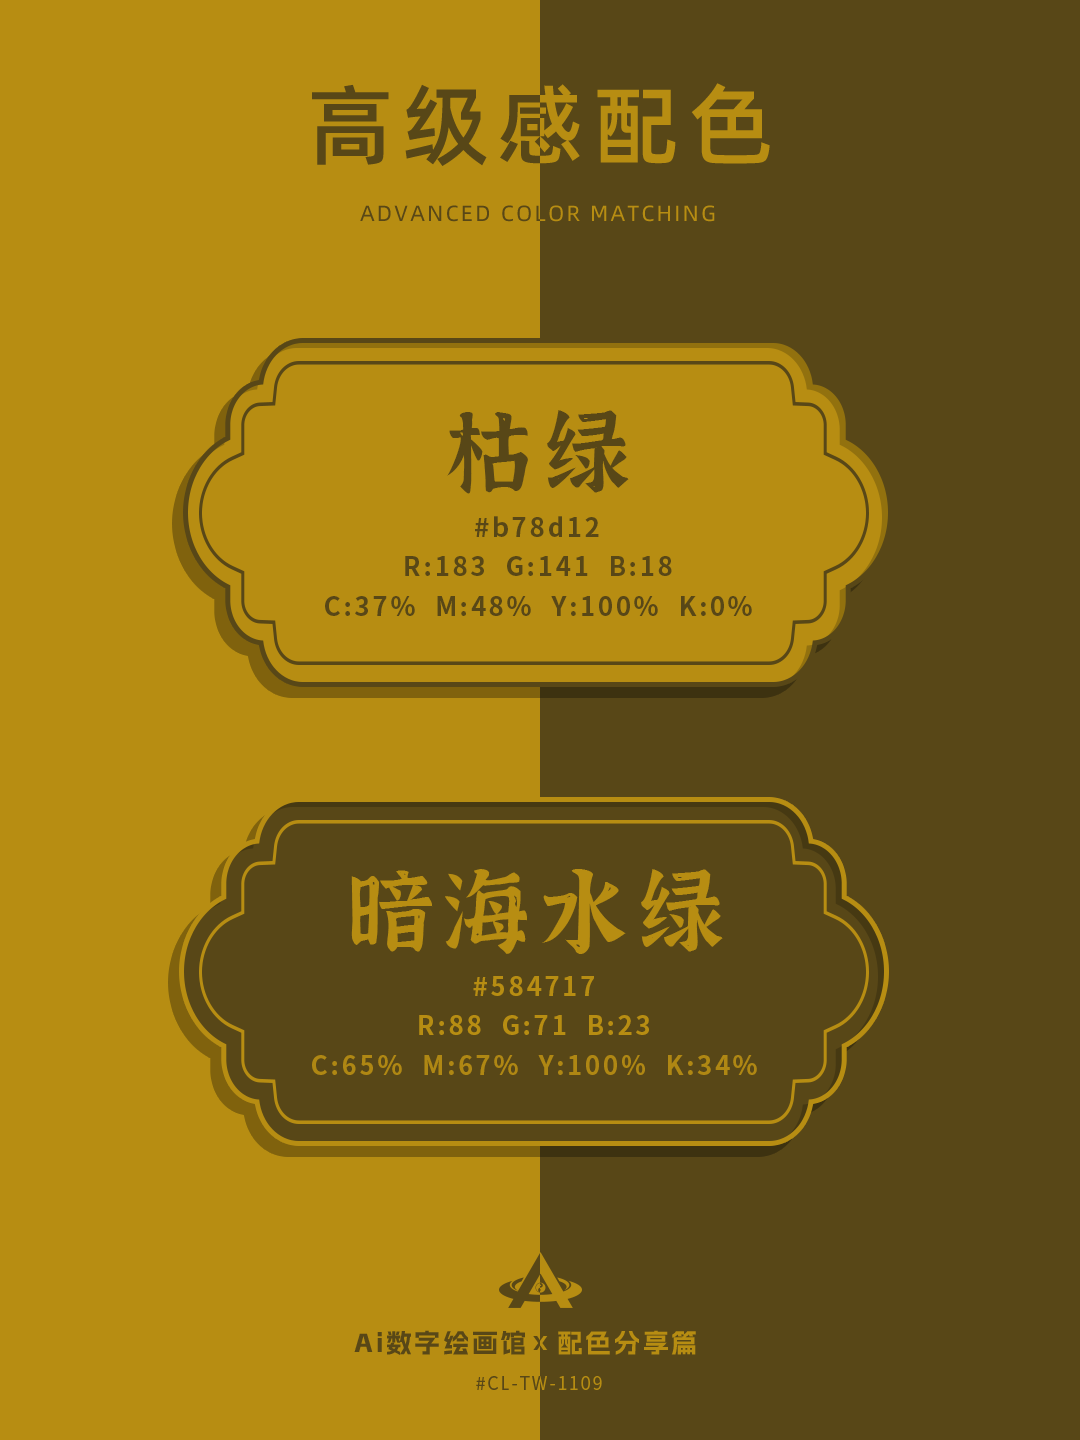 高级感配色
ADVANCED COLOR MATCHING
枯绿
#b78d12
R:183 G:141 B:18
C:37% M:48% Y:100% K:0%
暗海水绿
#584717
R:88 G:71 B:23
C:65% M:67% Y:100% K:34%
Ai数字绘画馆 x 配色分享篇
#CL-TW-1109